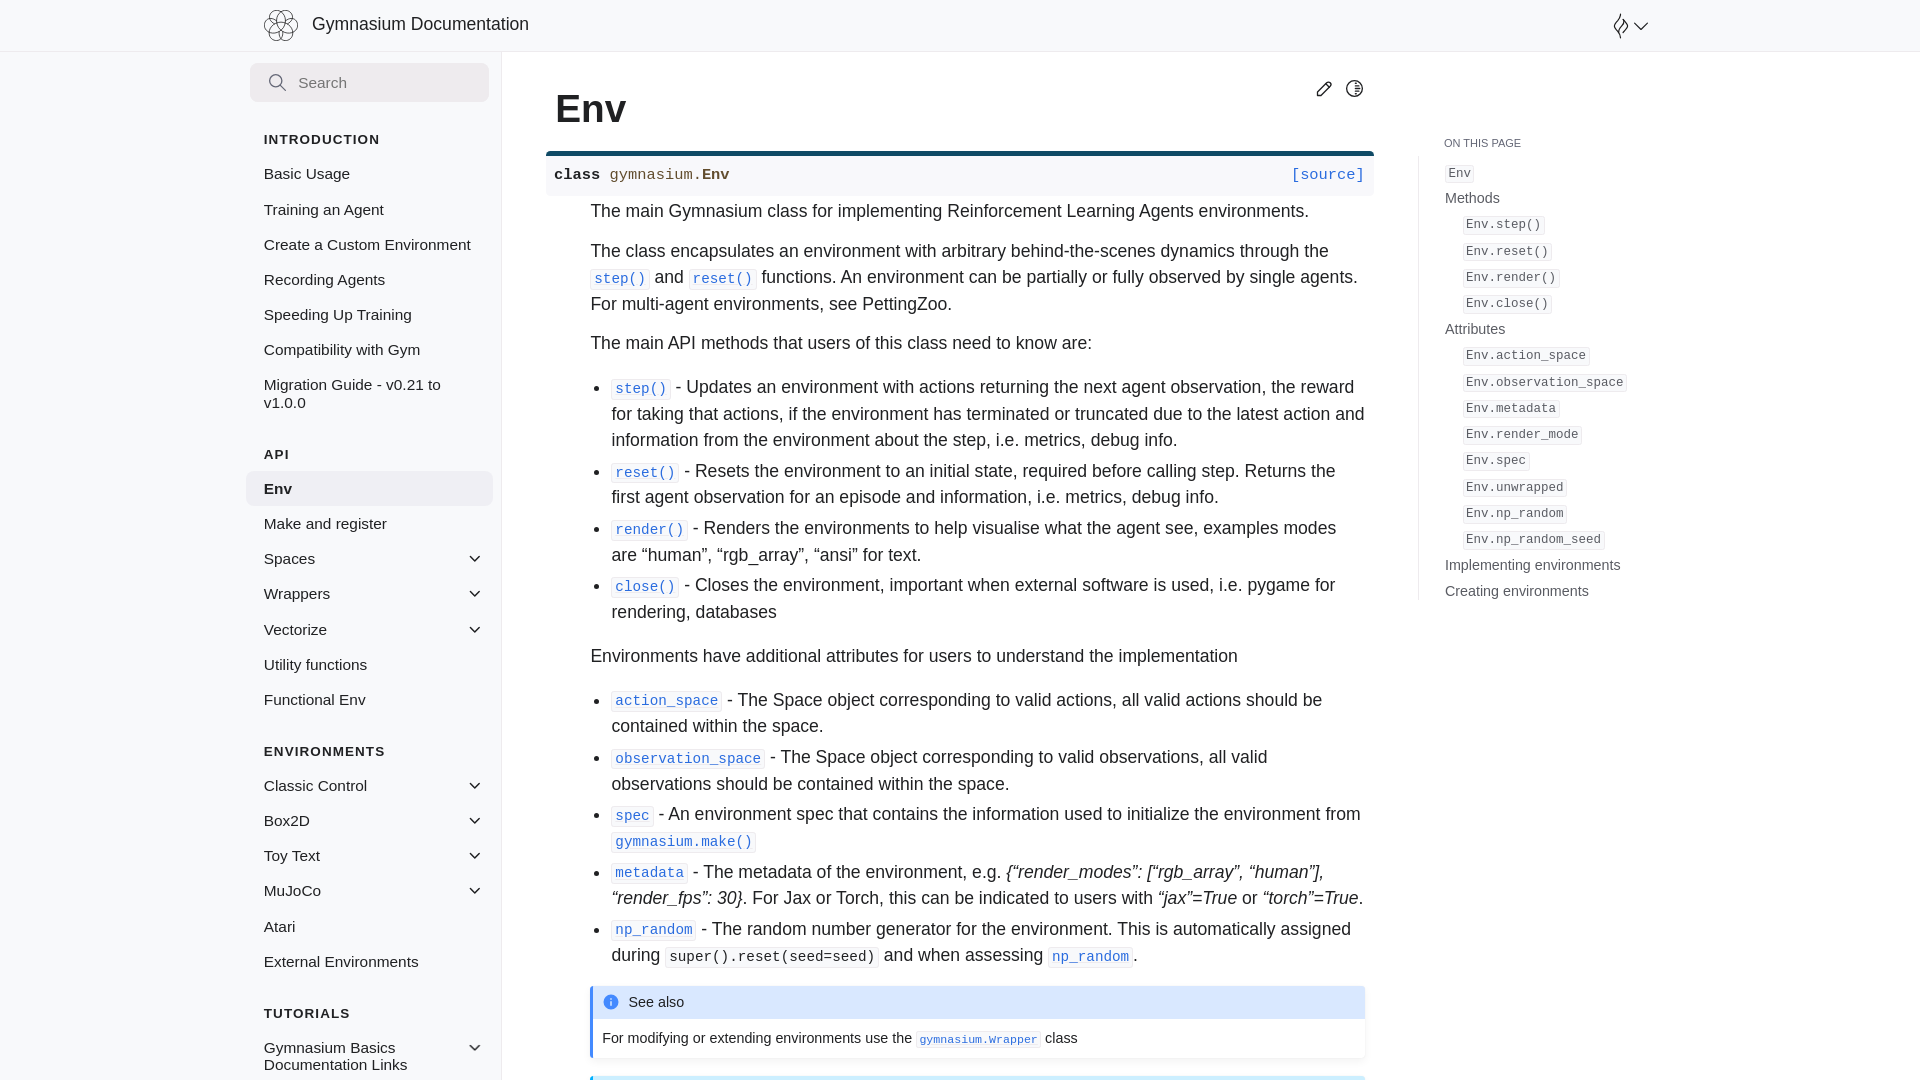 Gymnasium Documentation
Search
INTRODUCTION
Basic Usage
Training an Agent
Create a Custom Environment
Recording Agents
Speeding Up Training
Compatibility with Gym
Migration Guide - v0.21 to
v1.0.0
API
Env
Make and register
Spaces
Wrappers
Vectorize
Utility functions
Functional Env
ENVIRONMENTS
Classic Control
Box2D
Toy Text
MuJoCo
Atari
External Environments
TUTORIALS
Gymnasium Basics
Documentation Links
Env
class gymnasium.Env [source]
The main Gymnasium class for implementing Reinforcement Learning Agents environments.
The class encapsulates an environment with arbitrary behind-the-scenes dynamics through the
step() and reset() functions. An environment can be partially or fully observed by single agents.
For multi-agent environments, see PettingZoo.
The main API methods that users of this class need to know are:
• step() - Updates an environment with actions returning the next agent observation, the reward
for taking that actions, if the environment has terminated or truncated due to the latest action and
information from the environment about the step, i.e. metrics, debug info.
• reset() - Resets the environment to an initial state, required before calling step. Returns the
first agent observation for an episode and information, i.e. metrics, debug info.
• render() - Renders the environments to help visualise what the agent see, examples modes
are “human”, “rgb_array”, “ansi” for text.
• close() - Closes the environment, important when external software is used, i.e. pygame for
rendering, databases
Environments have additional attributes for users to understand the implementation
• action_space - The Space object corresponding to valid actions, all valid actions should be
contained within the space.
• observation_space - The Space object corresponding to valid observations, all valid
observations should be contained within the space.
• spec - An environment spec that contains the information used to initialize the environment from
gymnasium.make()
• metadata - The metadata of the environment, e.g. {“render_modes”: [“rgb_array”, “human”],
“render_fps”: 30}. For Jax or Torch, this can be indicated to users with “jax”=True or “torch”=True.
• np_random - The random number generator for the environment. This is automatically assigned
during super().reset(seed=seed) and when assessing np_random.
See also
For modifying or extending environments use the gymnasium.Wrapper class
ON THIS PAGE
Env
Methods
Env.step()
Env.reset()
Env.render()
Env.close()
Attributes
Env.action_space
Env.observation_space
Env.metadata
Env.render_mode
Env.spec
Env.unwrapped
Env.np_random
Env.np_random_seed
Implementing environments
Creating environments